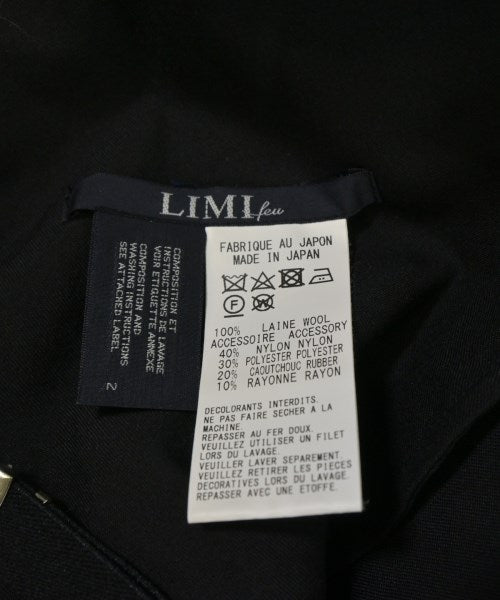 LIMI feu
FABRIQUE AU JAPON
MADE IN JAPAN
F W
100% LAINE WOOL
ACCESSOIRE ACCESSORY
40% NYLON NYLON
30% POLYESTER POLYESTER
20% CAOUTCHOUC RUBBER
10% RAYONNE RAYON
DECOLORANTS INTERDITS.
NE PAS FAIRE SECHER A LA
MACHINE.
REPASSER AU FER DOUX.
VEUILLEZ UTILISER UN FILET
LORS DU LAVAGE.
VEUILLER LAVER SEPAREMENT.
VEUILLEZ RETIRER LES PIECES
DECORATIVES LORS DU LAVAGE.
REPASSER AVEC UNE ETOFFE.
COMPOSITION ET
INSTRUCTIONS DE LAVAGE
VOIR ETIQUETTE ANNEXE
COMPOSITION AND
WASHING INSTRUCTIONS
SEE ATTACHED LABEL
2